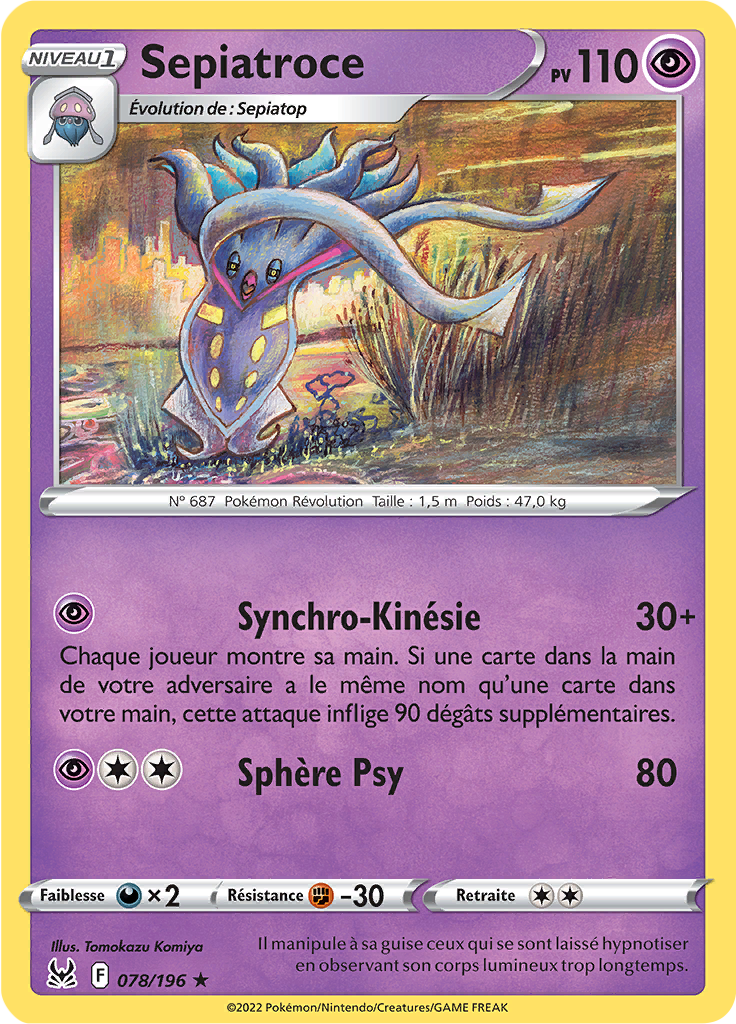 NIVEAU 1 Sepiatroce PV 110
Évolution de : Sepiatop
N° 687 Pokémon Révolution Taille : 1,5 m Poids : 47,0 kg
Synchro-Kinésie 30+
Chaque joueur montre sa main. Si une carte dans la main
de votre adversaire a le même nom qu'une carte dans
votre main, cette attaque inflige 90 dégâts supplémentaires.
Sphère Psy 80
Faiblesse ×2 Résistance -30 Retraite
Illus. Tomokazu Komiya
Il manipule à sa guise ceux qui se sont laissé hypnotiser
en observant son corps lumineux trop longtemps.
F 078/196 ★
©2022 Pokémon/Nintendo/Creatures/GAME FREAK